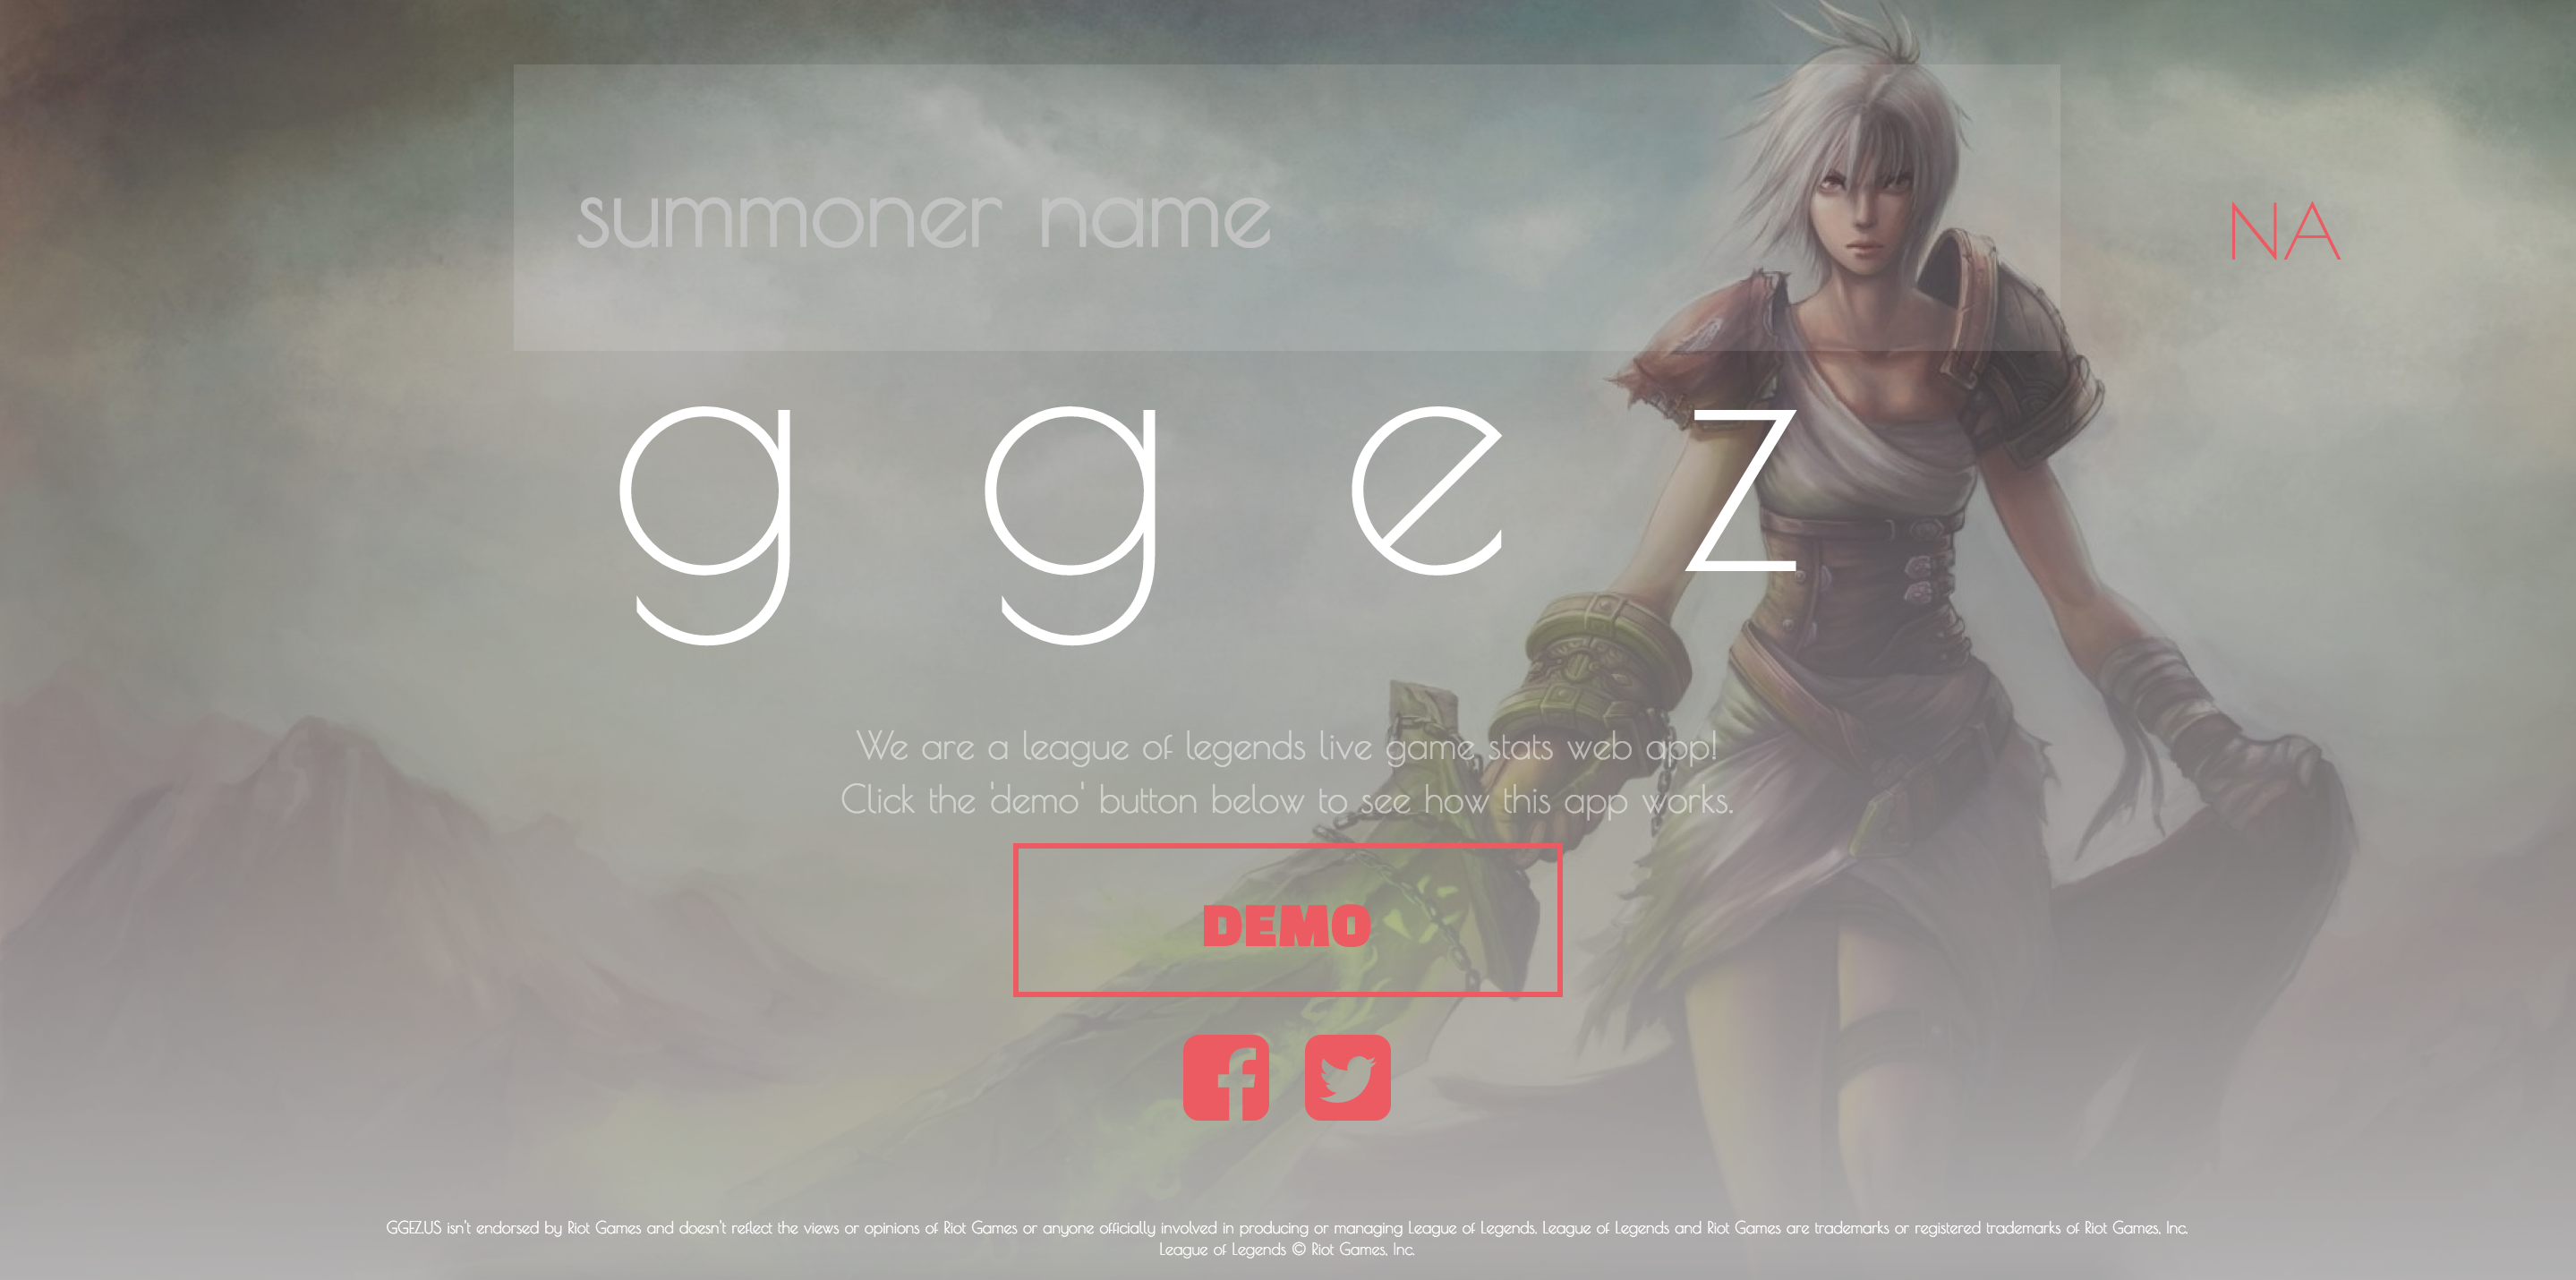 summoner name
NA
g g e z
We are a league of legends live game stats web app!
Click the 'demo' button below to see how this app works.
DEMO
GGEZ.US isn't endorsed by Riot Games and doesn't reflect the views or opinions of Riot Games or anyone officially involved in producing or managing League of Legends. League of Legends and Riot Games are trademarks or registered trademarks of Riot Games, Inc.
League of Legends © Riot Games, Inc.